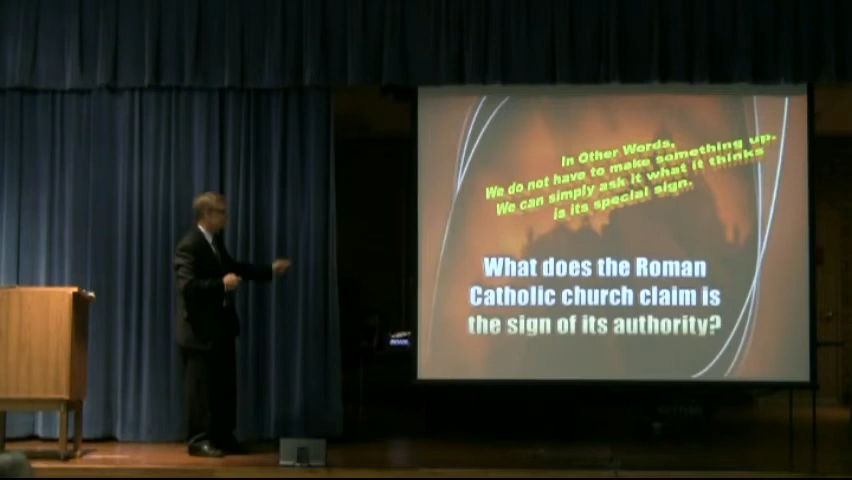 In Other Words,
We do not have to make something up.
We can simply ask it what it thinks
is its special sign.
What does the Roman
Catholic church claim is
the sign of its authority?